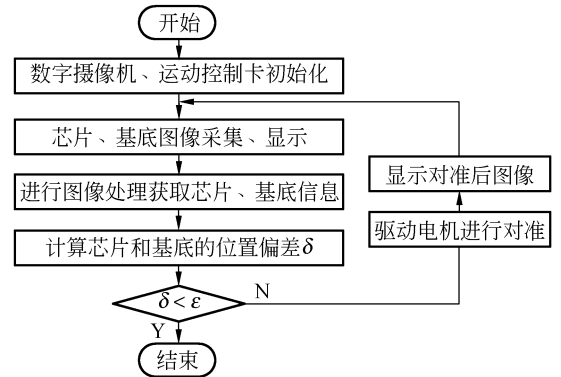 开始
数字摄像机、运动控制卡初始化
芯片、基底图像采集、显示
进行图像处理获取芯片、基底信息
计算芯片和基底的位置偏差δ
δ<ε
N
Y
结束
驱动电机进行对准
显示对准后图像